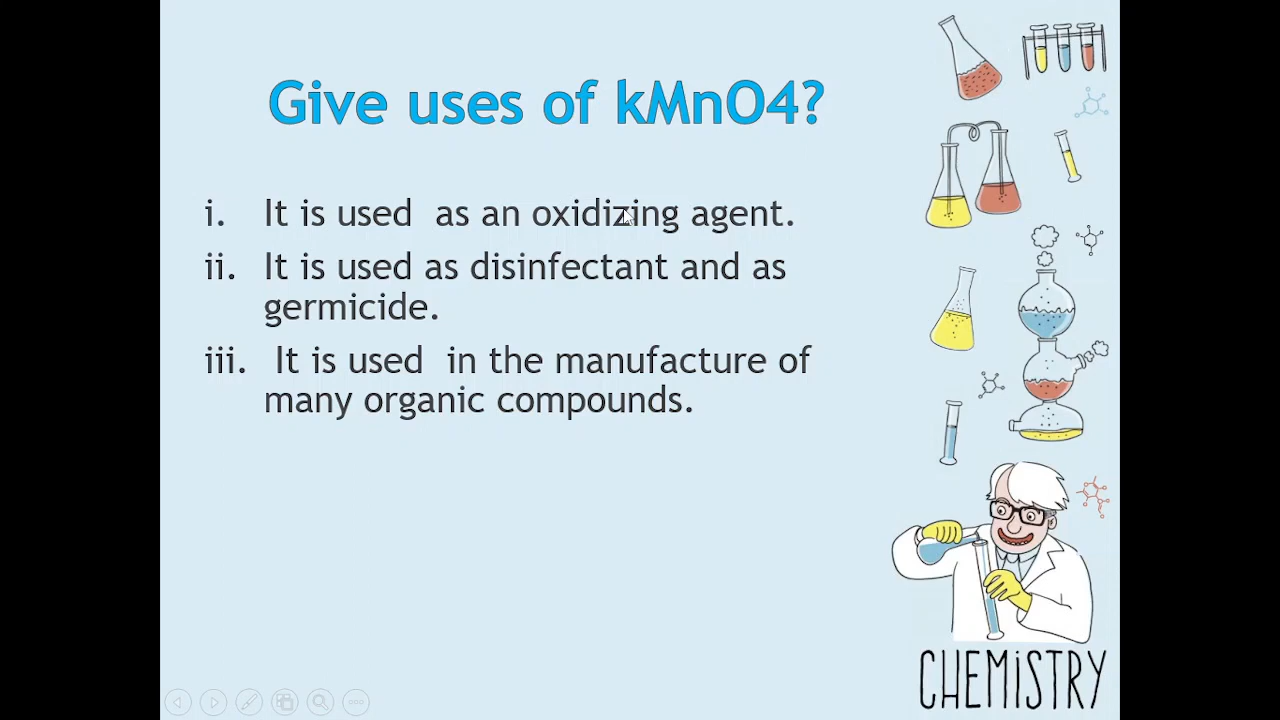 Give uses of kMnO4?
i. It is used as an oxidizing agent.
ii. It is used as disinfectant and as
germicide.
iii. It is used in the manufacture of
many organic compounds.
CHEMiSTRY